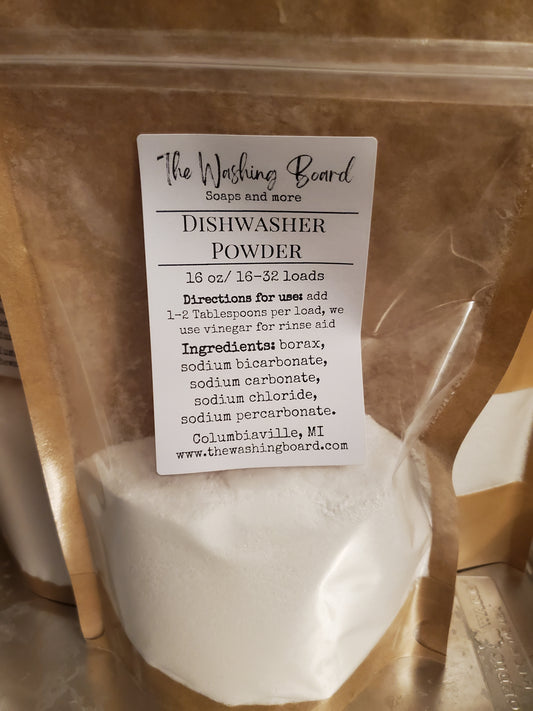 The Washing Board
Soaps and more
DISHWASHER
POWDER
16 oz/ 16-32 loads
Directions for use: add
1-2 Tablespoons per load, we
use vinegar for rinse aid
Ingredients: borax,
sodium bicarbonate,
sodium carbonate,
sodium chloride,
sodium percarbonate.
Columbiaville, MI
www.thewashingboard.com